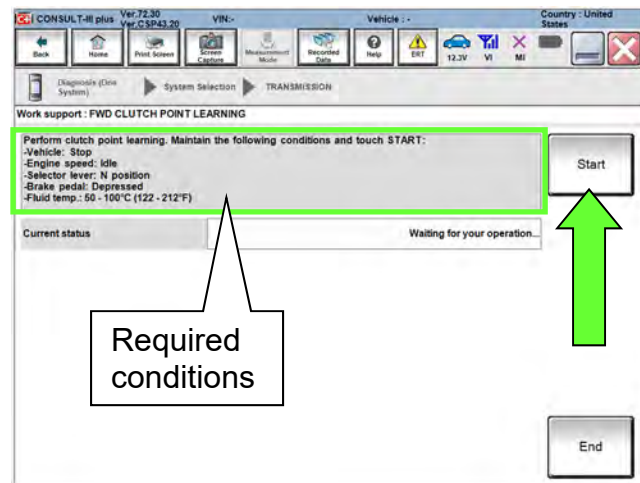 CONSULT-III plus Ver.72.30 Ver.CSP43.20 VIN:- Vehicle : - Country : United States
Back Home Print Screen Screen Capture Measurement Mode Recorded Data Help ERT 12.3V VI MI
Diagnosis (One System) System Selection TRANSMISSION
Work support : FWD CLUTCH POINT LEARNING
Perform clutch point learning. Maintain the following conditions and touch START:
-Vehicle: Stop
-Engine speed: Idle
-Selector lever: N position
-Brake pedal: Depressed
-Fluid temp.: 50 - 100°C (122 - 212°F)
Start
Current status Waiting for your operation...
Required
conditions
End